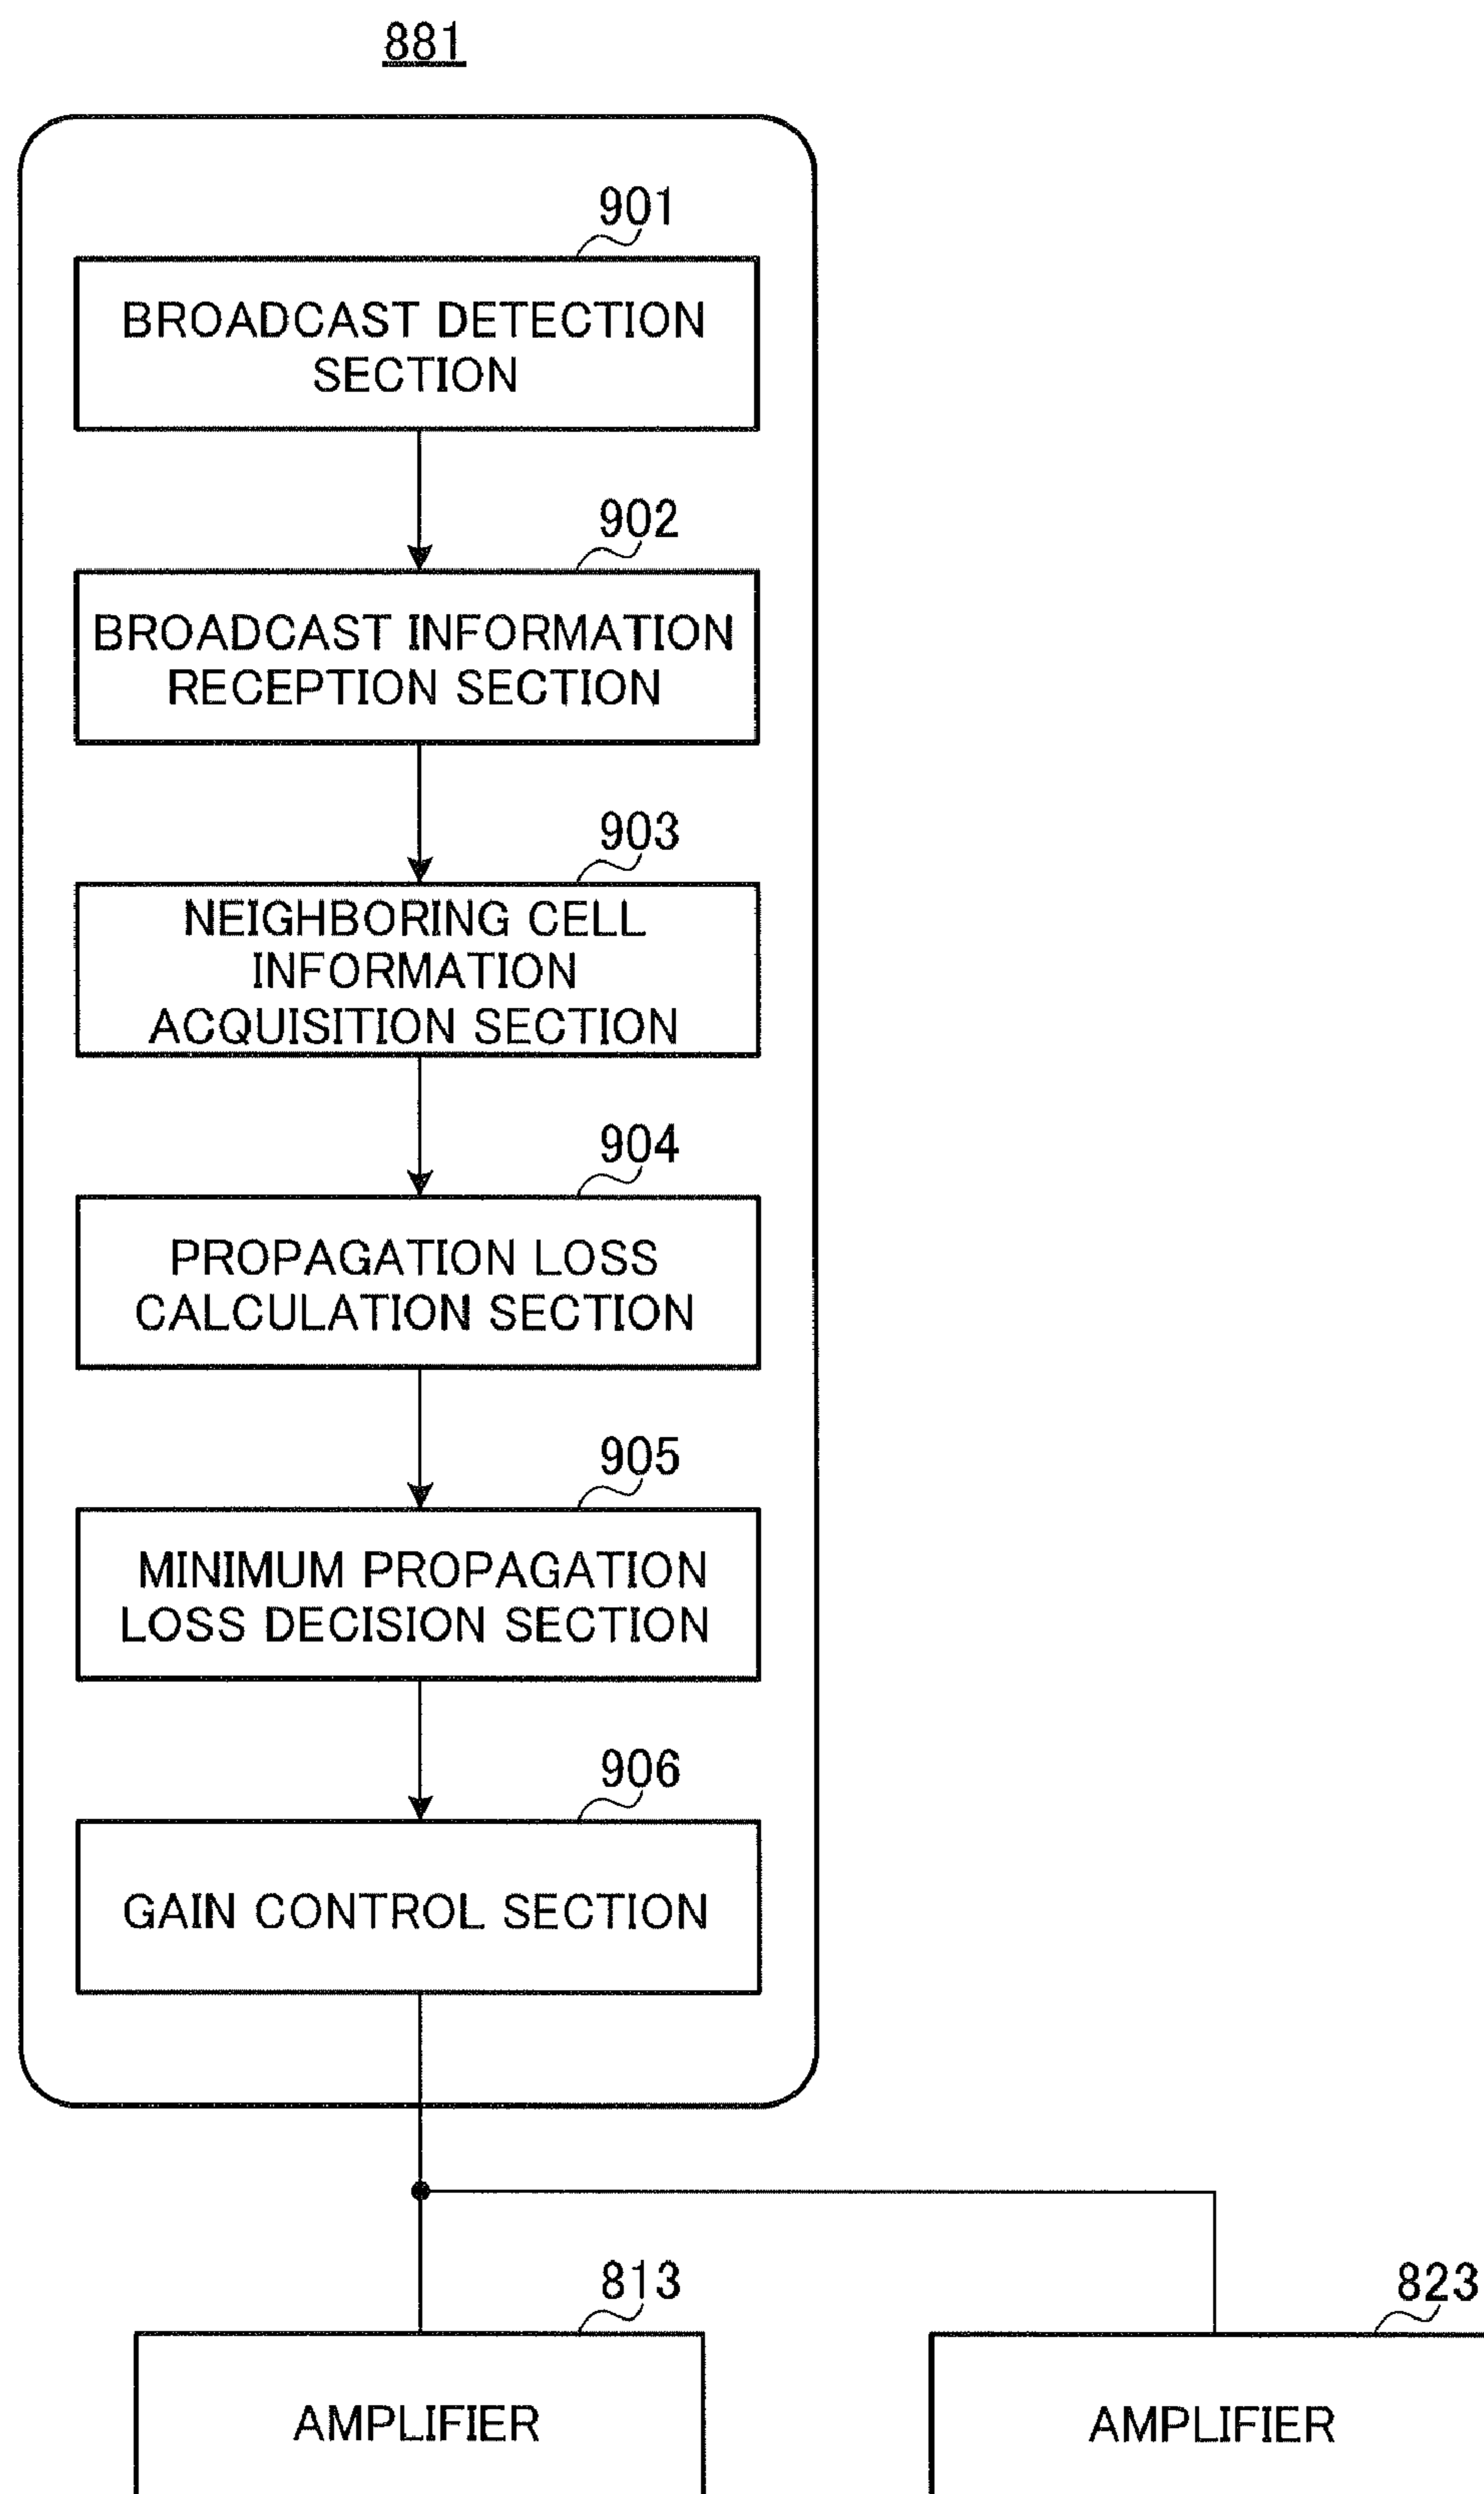 881
901
BROADCAST DETECTION
SECTION
902
BROADCAST INFORMATION
RECEPTION SECTION
903
NEIGHBORING CELL
INFORMATION
ACQUISITION SECTION
904
PROPAGATION LOSS
CALCULATION SECTION
905
MINIMUM PROPAGATION
LOSS DECISION SECTION
906
GAIN CONTROL SECTION
813
AMPLIFIER
823
AMPLIFIER